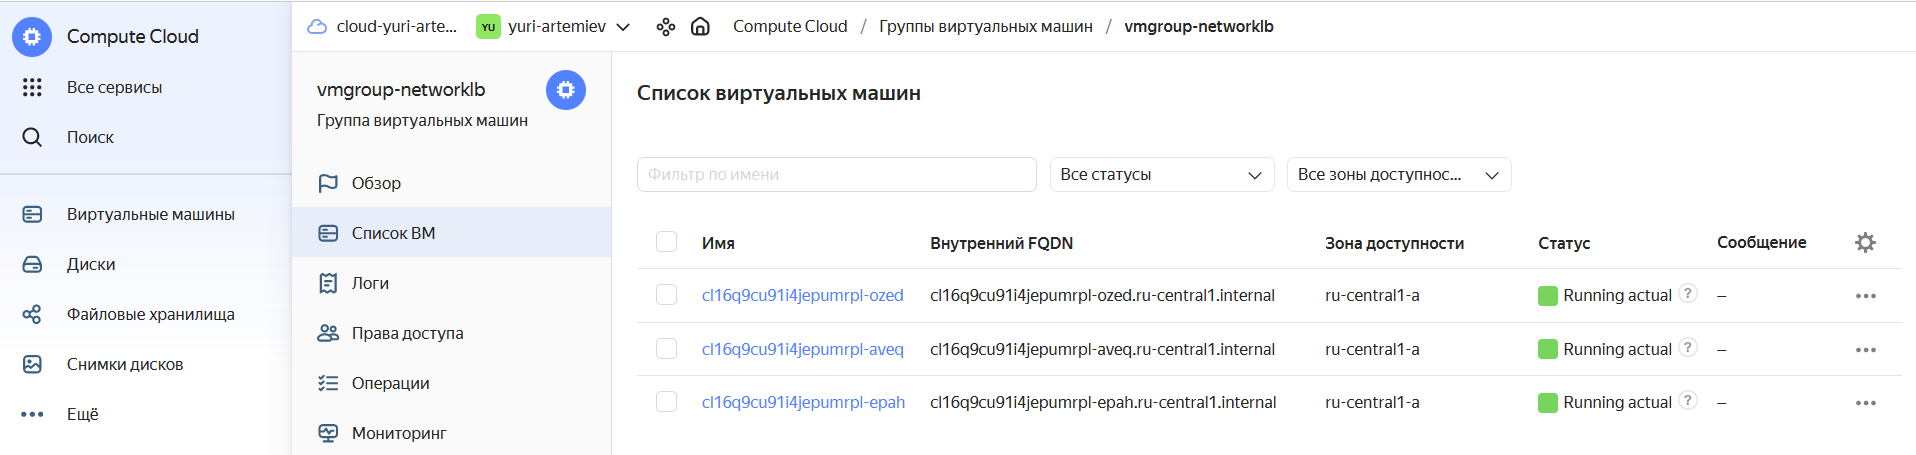 Compute Cloud
Все сервисы
Поиск
Виртуальные машины
Диски
Файловые хранилища
Снимки дисков
Ещё
cloud-yuri-arte... YU yuri-artemiev Compute Cloud / Группы виртуальных машин / vmgroup-networklb
vmgroup-networklb
Группа виртуальных машин
Обзор
Список ВМ
Логи
Права доступа
Операции
Мониторинг
Список виртуальных машин
Фильтр по имени Все статусы Все зоны доступнос...
Имя Внутренний FQDN Зона доступности Статус Сообщение
cl16q9cu91i4jepumrpl-ozed cl16q9cu91i4jepumrpl-ozed.ru-central1.internal ru-central1-a Running actual ? –
cl16q9cu91i4jepumrpl-aveq cl16q9cu91i4jepumrpl-aveq.ru-central1.internal ru-central1-a Running actual ? –
cl16q9cu91i4jepumrpl-epah cl16q9cu91i4jepumrpl-epah.ru-central1.internal ru-central1-a Running actual ? –